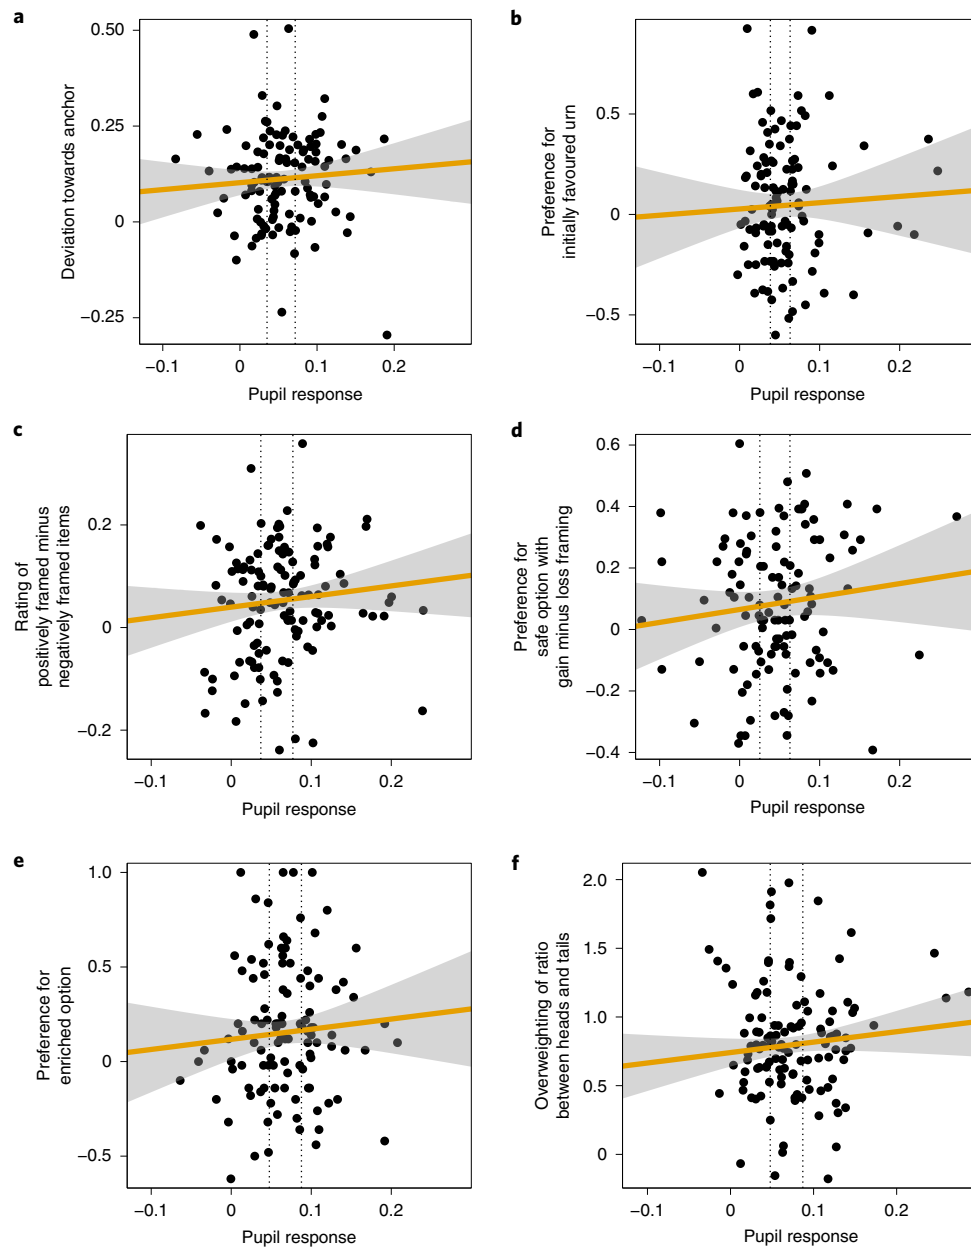 a
0.50
0.25
0
−0.25
Deviation towards anchor
−0.1
0
0.1
0.2
Pupil response
b
0.5
0
−0.5
Preference for
initially favoured urn
−0.1
0
0.1
0.2
Pupil response
c
0.2
0
−0.2
Rating of
positively framed minus
negatively framed items
−0.1
0
0.1
0.2
Pupil response
d
0.6
0.4
0.2
0
−0.2
−0.4
Preference for
safe option with
gain minus loss framing
−0.1
0
0.1
0.2
Pupil response
e
1.0
0.5
0
−0.5
Preference for
enriched option
−0.1
0
0.1
0.2
Pupil response
f
2.0
1.5
1.0
0.5
0
Overweighting of ratio
between heads and tails
−0.1
0
0.1
0.2
Pupil response